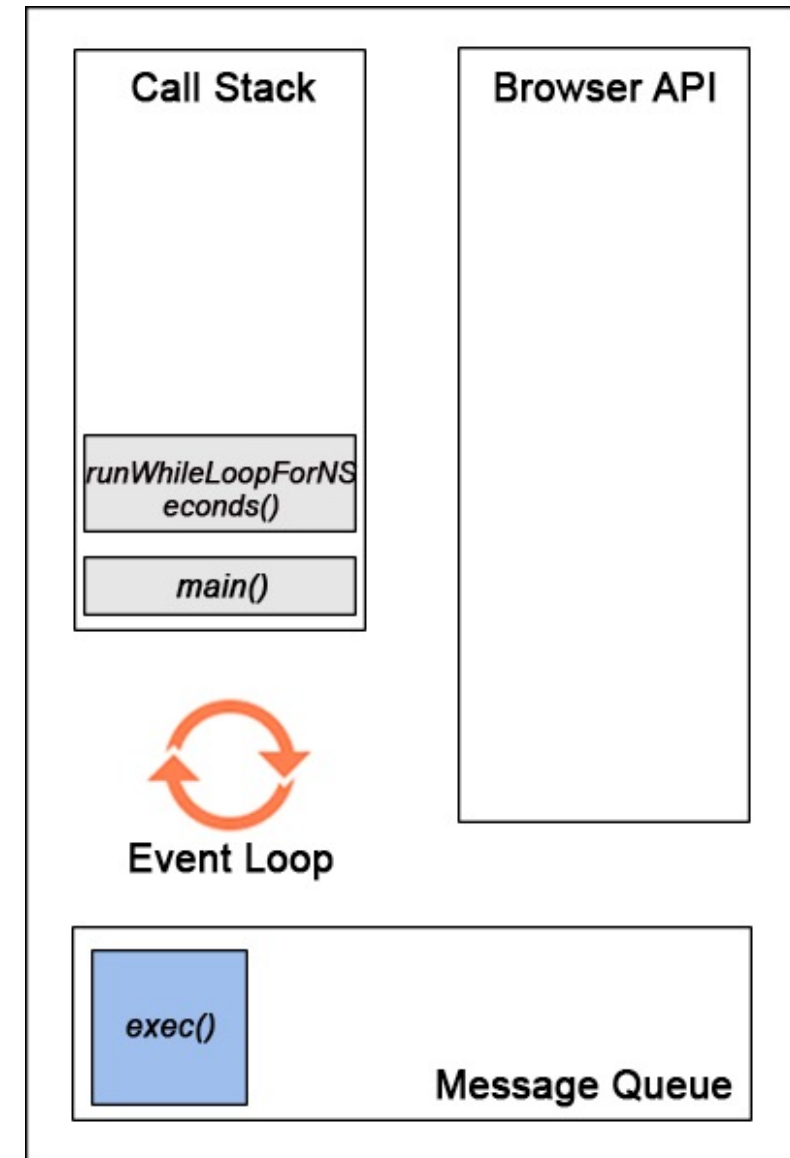 Call Stack
Browser API
runWhileLoopForNS
econds()
main()
Event Loop
exec()
Message Queue